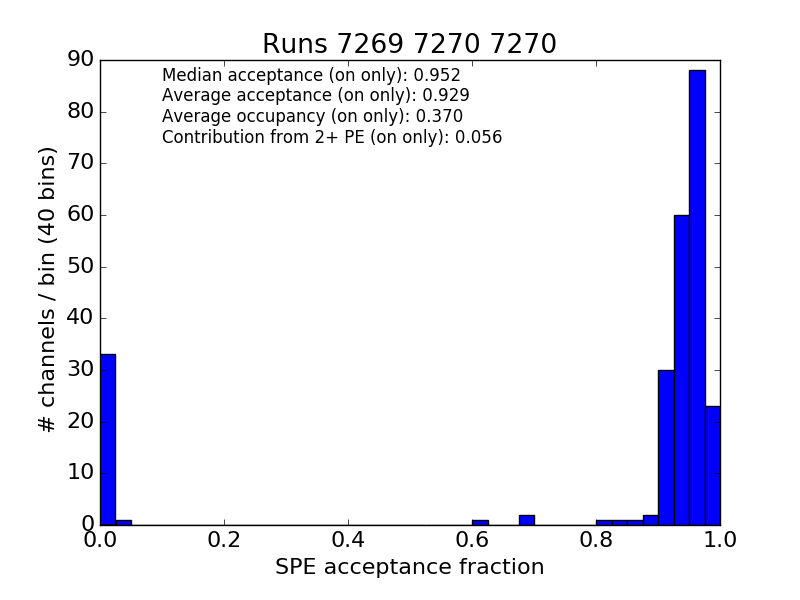 Runs 7269 7270 7270
Median acceptance (on only): 0.952
Average acceptance (on only): 0.929
Average occupancy (on only): 0.370
Contribution from 2+ PE (on only): 0.056
# channels / bin (40 bins)
90
80
70
60
50
40
30
20
10
0
0.0 0.2 0.4 0.6 0.8 1.0
SPE acceptance fraction